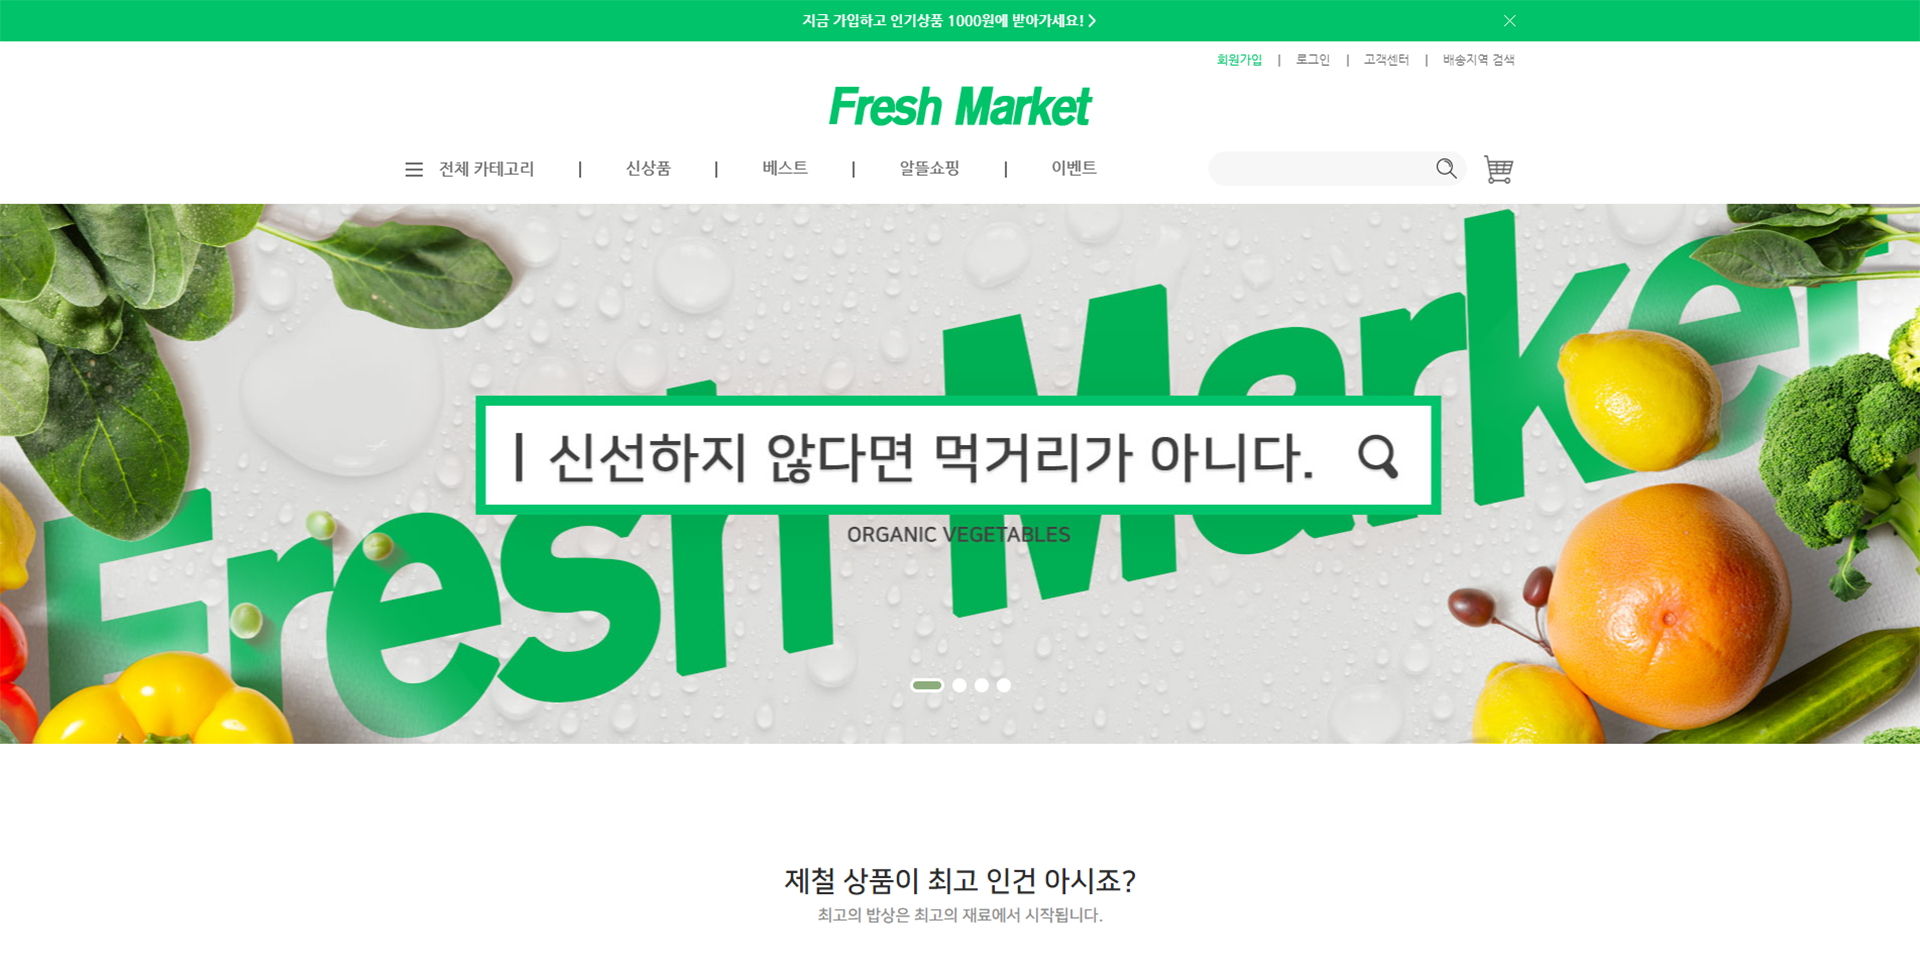 지금 가입하고 인기상품 1000원에 받아가세요! >
회원가입 | 로그인 | 고객센터 | 배송지역 검색
Fresh Market
전체 카테고리 | 신상품 | 베스트 | 알뜰쇼핑 | 이벤트
Fresh Market
| 신선하지 않다면 먹거리가 아니다.
ORGANIC VEGETABLES
제철 상품이 최고 인건 아시죠?
최고의 밥상은 최고의 재료에서 시작됩니다.